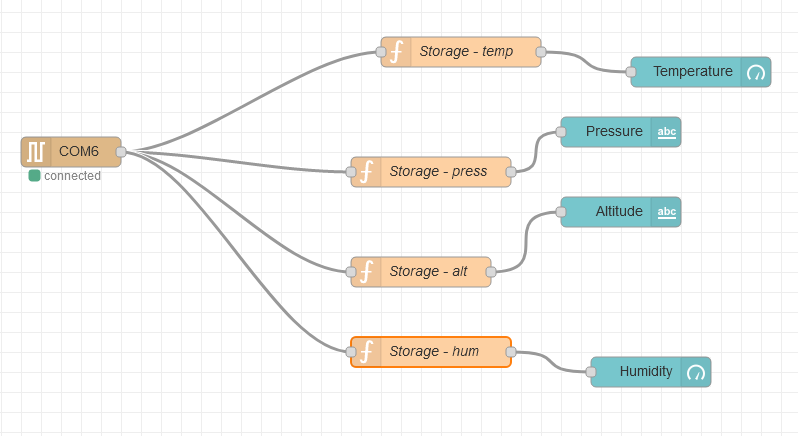 Storage - temp
Temperature
Pressure
abc
COM6
connected
Storage - press
Altitude
abc
Storage - alt
Storage - hum
Humidity